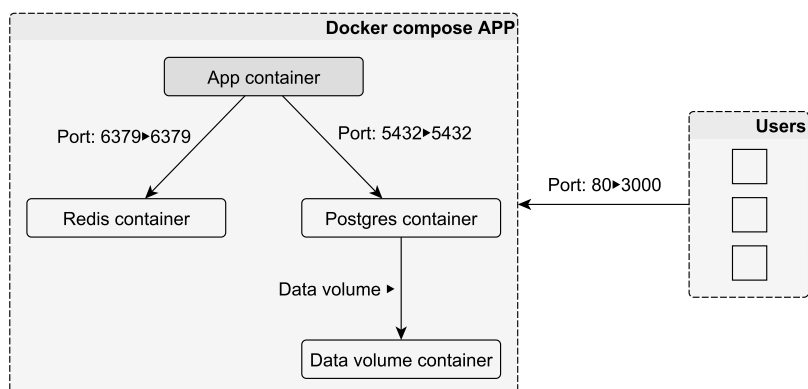 Docker compose APP
App container
Port: 6379▶6379
Port: 5432▶5432
Redis container
Postgres container
Data volume ▶
Data volume container
Port: 80▶3000
Users